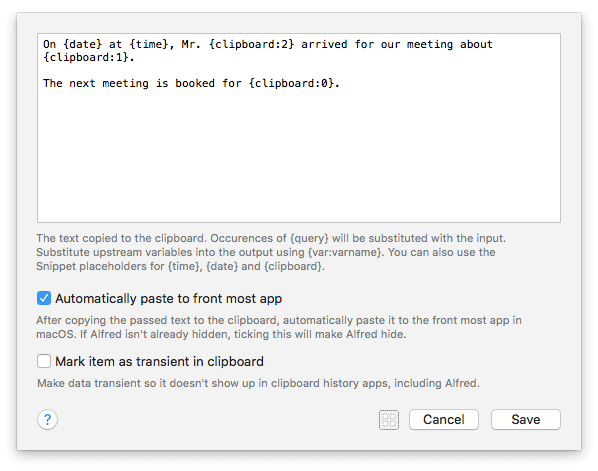 On {date} at {time}, Mr. {clipboard:2} arrived for our meeting about
{clipboard:1}.
The next meeting is booked for {clipboard:0}.
The text copied to the clipboard. Occurences of {query} will be substituted with the input.
Substitute upstream variables into the output using {var:varname}. You can also use the
Snippet placeholders for {time}, {date} and {clipboard}.
Automatically paste to front most app
After copying the passed text to the clipboard, automatically paste it to the front most app in
macOS. If Alfred isn't already hidden, ticking this will make Alfred hide.
Mark item as transient in clipboard
Make data transient so it doesn't show up in clipboard history apps, including Alfred.
? Cancel Save